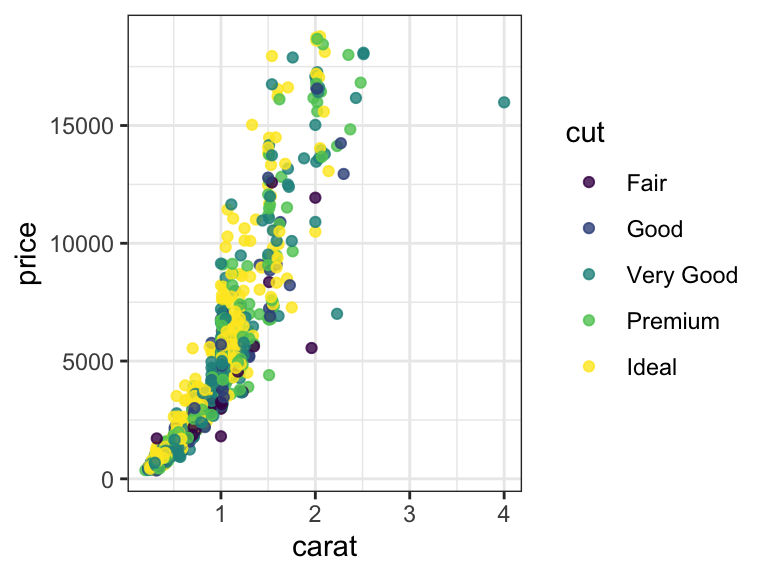 15000
10000
5000
0
price
1 2 3 4
carat
cut
Fair
Good
Very Good
Premium
Ideal